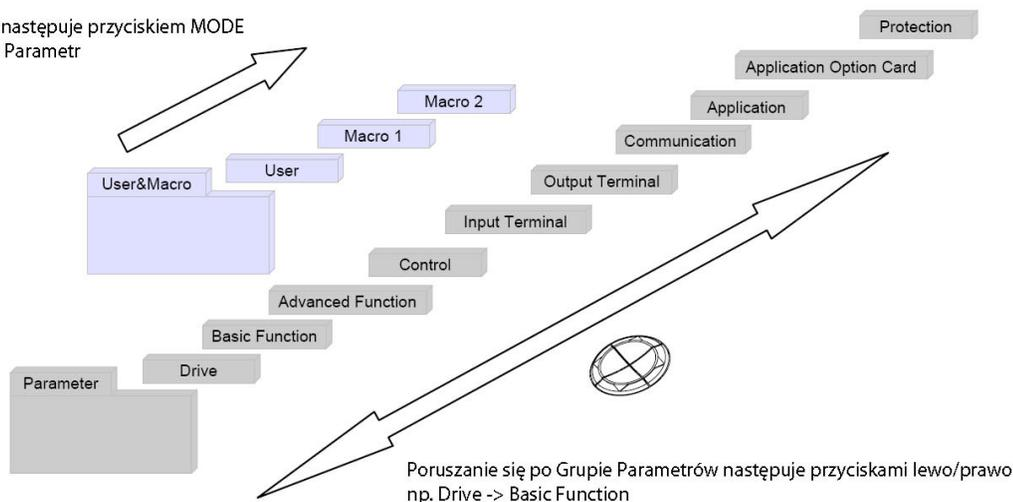 następuje przyciskiem MODE
Parametr
Protection
Application Option Card
Application
Communication
Output Terminal
Input Terminal
Control
Advanced Function
Basic Function
Drive
Parameter
Macro 2
Macro 1
User
User&Macro
Poruszanie się po Grupie Parametrów następuje przyciskami lewo/prawo
np. Drive -> Basic Function